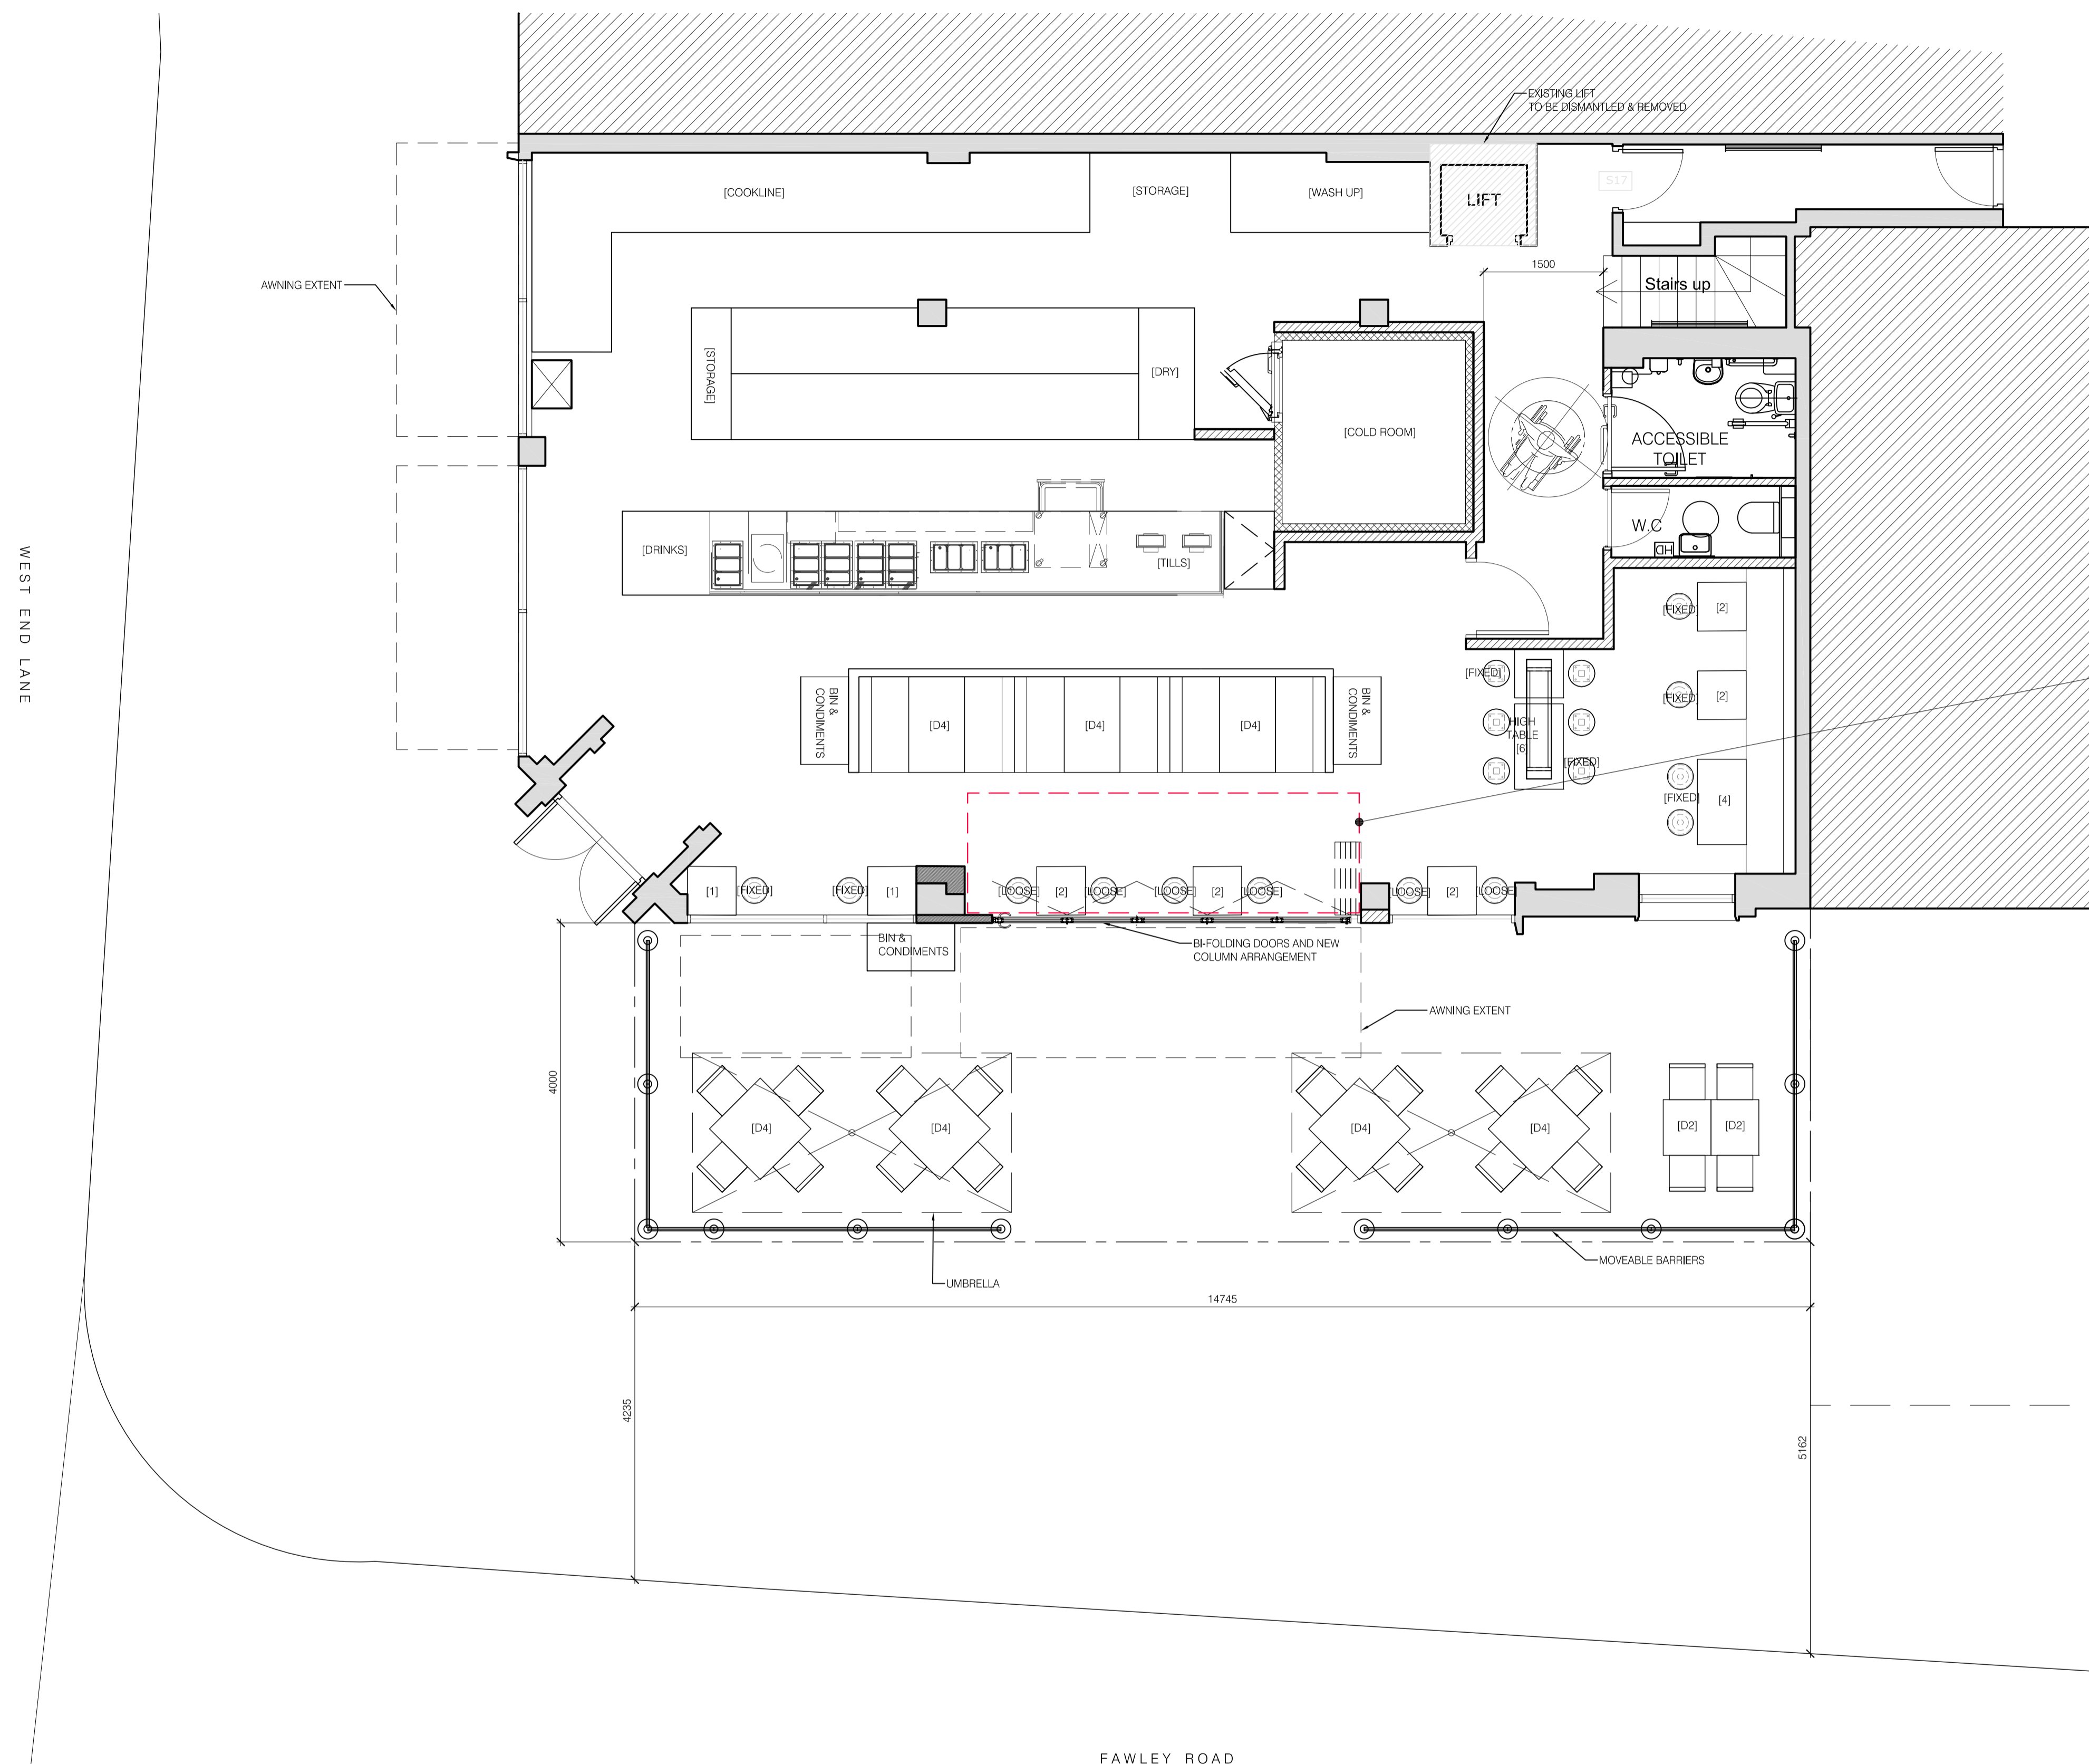 EXISTING LIFT
TO BE DISMANTLED & REMOVED
[COOKLINE]
[STORAGE]
[WASH UP]
LIFT
S17
1500
AWNING EXTENT
Stairs up
[STORAGE]
[DRY]
[COLD ROOM]
ACCESSIBLE
TOILET
W.C
HD
[DRINKS]
[TILLS]
WEST END LANE
[FIXED]
[2]
[FIXED]
[FIXED]
[2]
BIN &
CONDIMENTS
[D4]
[D4]
[D4]
BIN &
CONDIMENTS
HIGH
TABLE
[6]
[FIXED]
[FIXED]
[4]
[1]
[FIXED]
[FIXED]
[1]
[LOOSE]
[2]
[LOOSE]
[LOOSE]
[2]
[LOOSE]
[LOOSE]
[2]
[LOOSE]
BIN &
CONDIMENTS
BI-FOLDING DOORS AND NEW
COLUMN ARRANGEMENT
AWNING EXTENT
4000
[D4]
[D4]
[D4]
[D4]
[D2]
[D2]
MOVEABLE BARRIERS
UMBRELLA
14745
4235
5162
FAWLEY ROAD